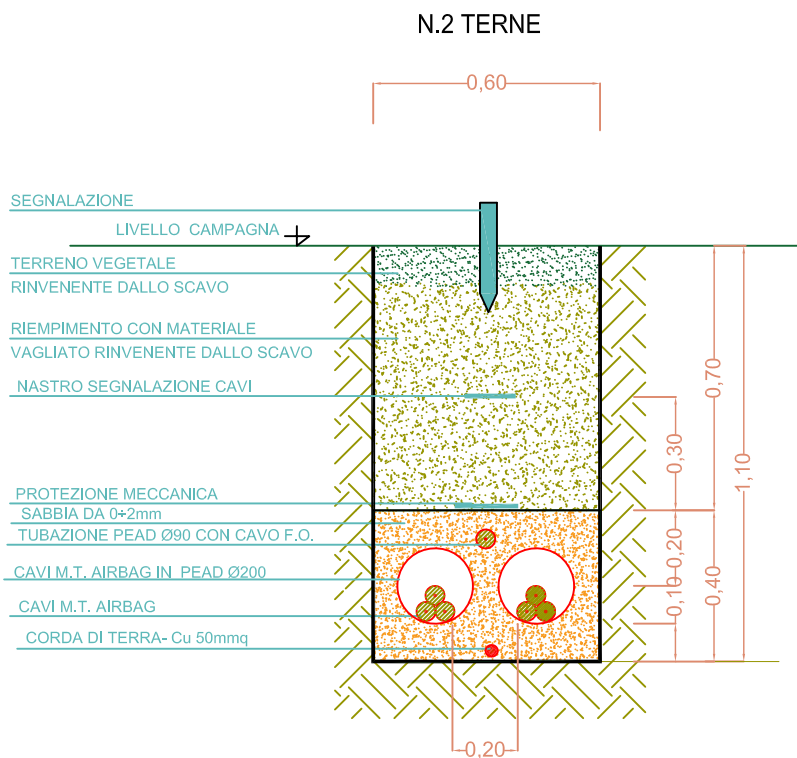 N.2 TERNE
0,60
SEGNALAZIONE
LIVELLO CAMPAGNA
TERRENO VEGETALE
RINVENENTE DALLO SCAVO
RIEMPIMENTO CON MATERIALE
VAGLIATO RINVENENTE DALLO SCAVO
NASTRO SEGNALAZIONE CAVI
PROTEZIONE MECCANICA
SABBIA DA 0÷2mm
TUBAZIONE PEAD Ø90 CON CAVO F.O.
CAVI M.T. AIRBAG IN PEAD Ø200
CAVI M.T. AIRBAG
CORDA DI TERRA- Cu 50mmq
0,70
0,30
1,10
0,20
0,10
0,40
0,20